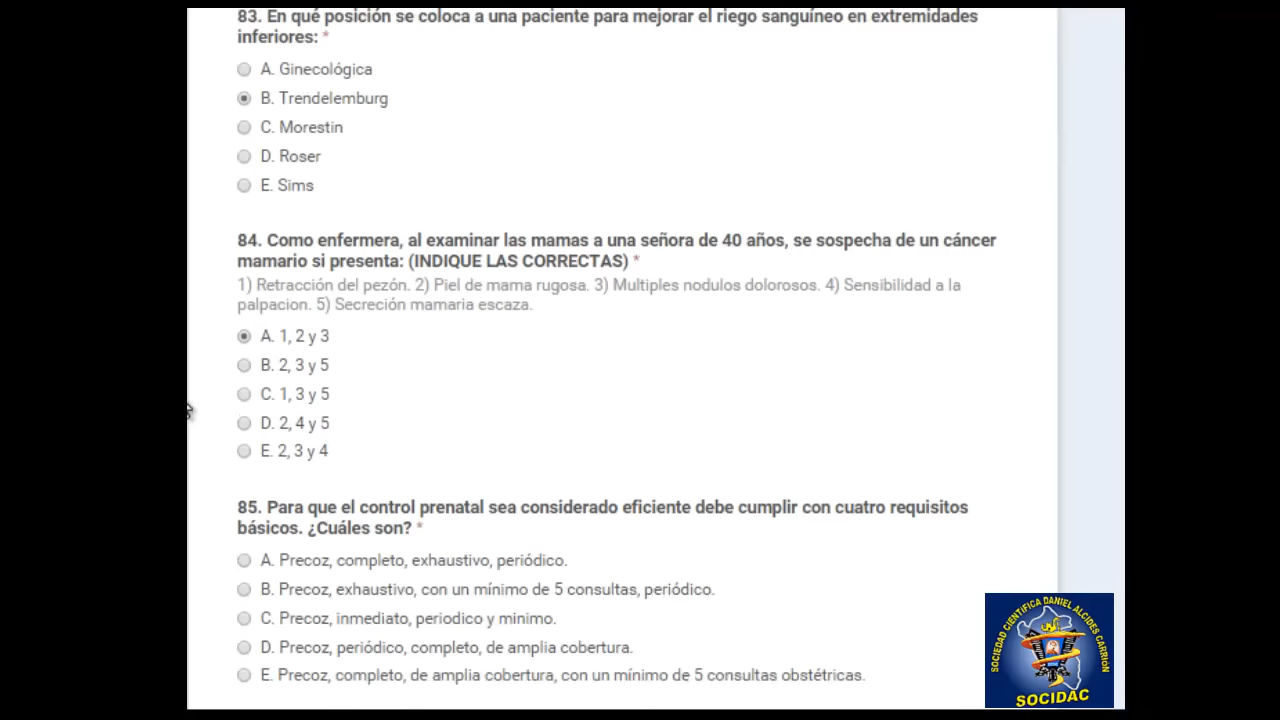 83. En qué posición se coloca a una paciente para mejorar el riego sanguíneo en extremidades
inferiores: *
A. Ginecológica
B. Trendelemburg
C. Morestin
D. Roser
E. Sims
84. Como enfermera, al examinar las mamas a una señora de 40 años, se sospecha de un cáncer
mamario si presenta: (INDIQUE LAS CORRECTAS) *
1) Retracción del pezón. 2) Piel de mama rugosa. 3) Multiples nodulos dolorosos. 4) Sensibilidad a la
palpacion. 5) Secreción mamaria escaza.
A. 1, 2 y 3
B. 2, 3 y 5
C. 1, 3 y 5
D. 2, 4 y 5
E. 2, 3 y 4
85. Para que el control prenatal sea considerado eficiente debe cumplir con cuatro requisitos
básicos. ¿Cuáles son? *
A. Precoz, completo, exhaustivo, periódico.
B. Precoz, exhaustivo, con un mínimo de 5 consultas, periódico.
C. Precoz, inmediato, periodico y minimo.
D. Precoz, periódico, completo, de amplia cobertura.
E. Precoz, completo, de amplia cobertura, con un mínimo de 5 consultas obstétricas.
SOCIEDAD CIENTIFICA DANIEL ALCIDES CARRIÓN
SOCIDAC